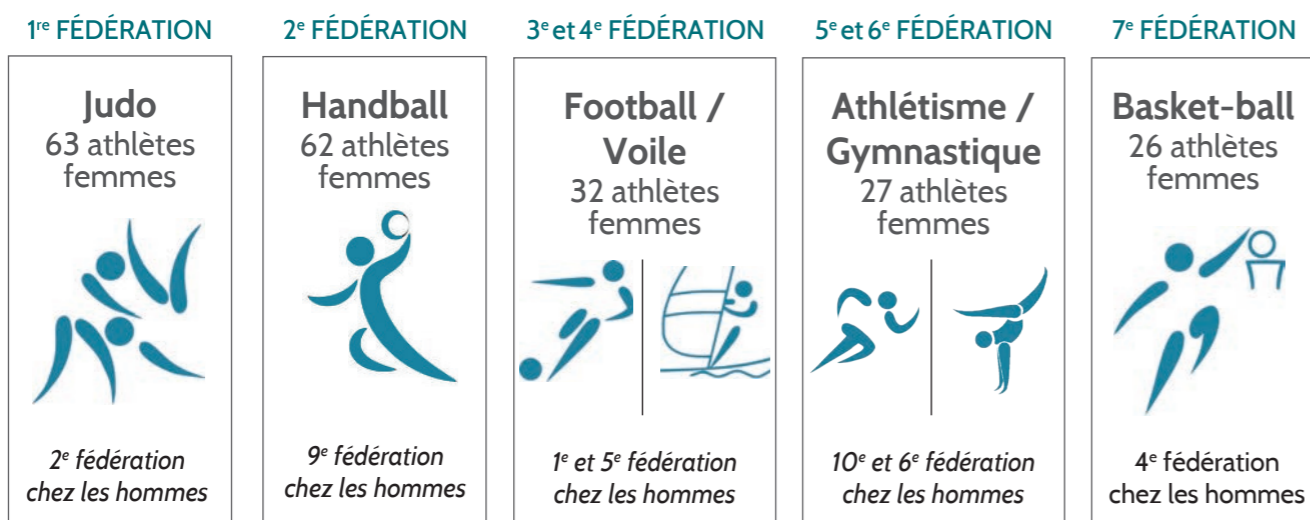 1re FÉDÉRATION
Judo
63 athlètes
femmes
2e fédération
chez les hommes
2e FÉDÉRATION
Handball
62 athlètes
femmes
9e fédération
chez les hommes
3e et 4e FÉDÉRATION
Football /
Voile
32 athlètes
femmes
1e et 5e fédération
chez les hommes
5e et 6e FÉDÉRATION
Athlétisme /
Gymnastique
27 athlètes
femmes
10e et 6e fédération
chez les hommes
7e FÉDÉRATION
Basket-ball
26 athlètes
femmes
4e fédération
chez les hommes